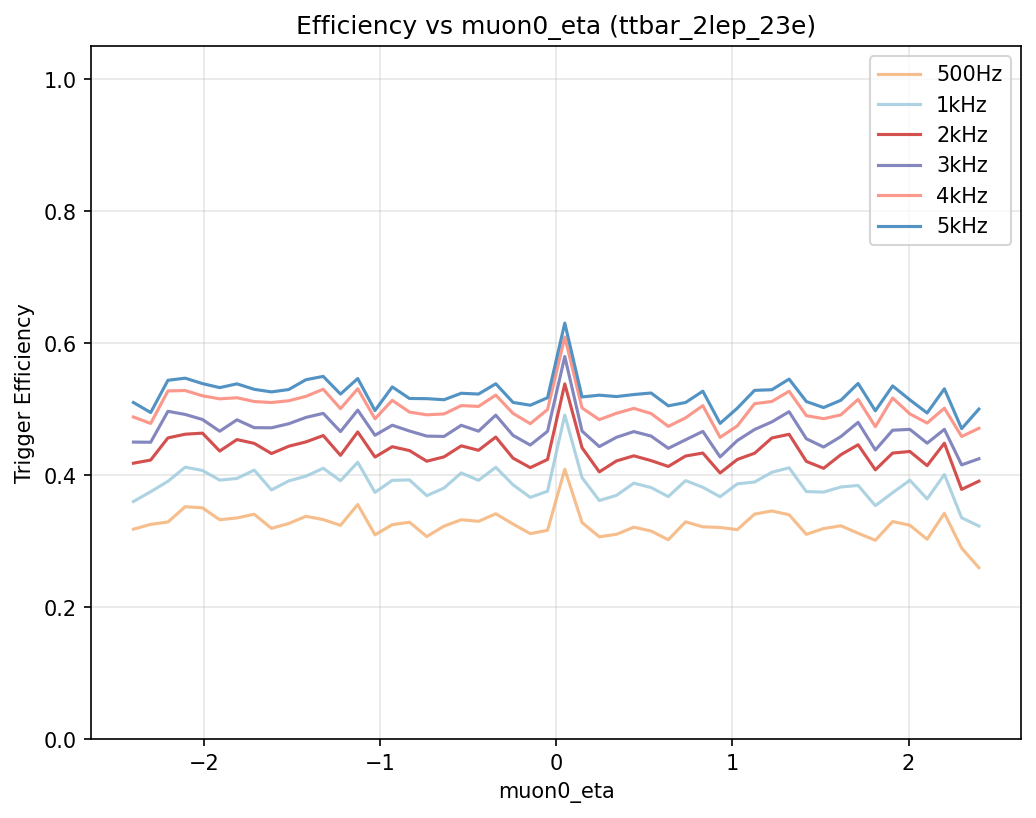 Efficiency vs muon0_eta (ttbar_2lep_23e)
500Hz
1kHz
2kHz
3kHz
4kHz
5kHz
Trigger Efficiency
1.0
0.8
0.6
0.4
0.2
0.0
−2
−1
0
1
2
muon0_eta